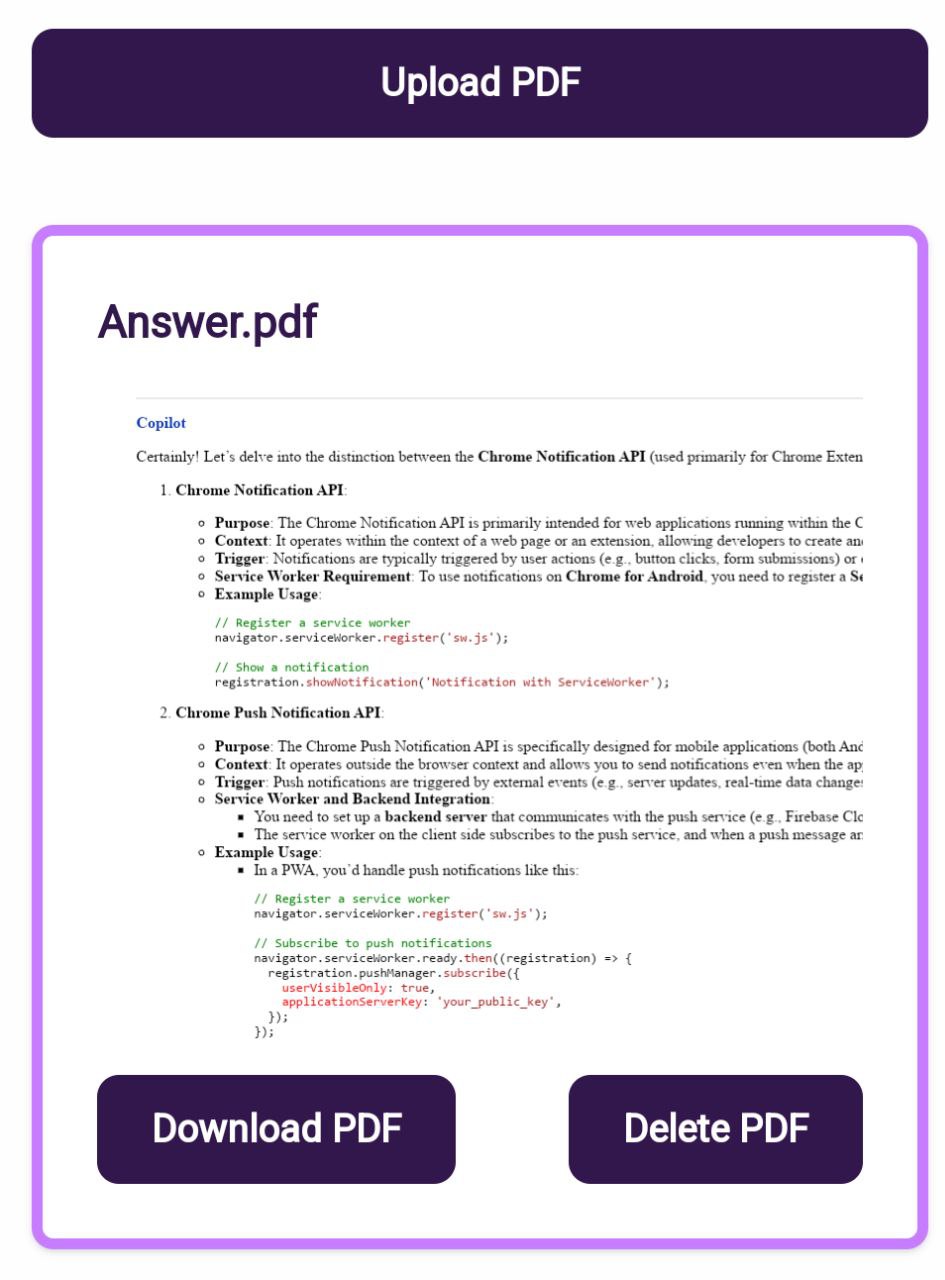 Upload PDF
Answer.pdf
Copilot
Certainly! Let's delve into the distinction between the Chrome Notification API (used primarily for Chrome Exten
1. Chrome Notification API:
Purpose: The Chrome Notification API is primarily intended for web applications running within the C
Context: It operates within the context of a web page or an extension, allowing developers to create an
Trigger: Notifications are typically triggered by user actions (e.g., button clicks, form submissions) or
Service Worker Requirement: To use notifications on Chrome for Android, you need to register a Se
Example Usage:
// Register a service worker
navigator.serviceWorker.register('sw.js');
// Show a notification
registration.showNotification('Notification with ServiceWorker');
2. Chrome Push Notification API:
Purpose: The Chrome Push Notification API is specifically designed for mobile applications (both And
Context: It operates outside the browser context and allows you to send notifications even when the ap
Trigger: Push notifications are triggered by external events (e.g., server updates, real-time data changes
Service Worker and Backend Integration:
You need to set up a backend server that communicates with the push service (e.g., Firebase Clo
The service worker on the client side subscribes to the push service, and when a push message ar
Example Usage:
In a PWA, you'd handle push notifications like this:
// Register a service worker
navigator.serviceWorker.register('sw.js');
// Subscribe to push notifications
navigator.serviceWorker.ready.then((registration) => {
registration.pushManager.subscribe({
userVisibleOnly: true,
applicationServerKey: 'your_public_key',
});
});
Download PDF
Delete PDF